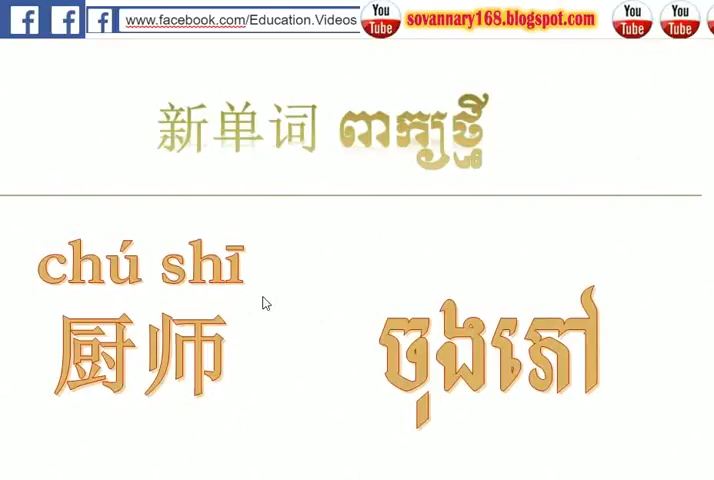 www.facebook.com/Education.Videos You Tube sovannary168.blogspot.com You Tube You Tube
新单词 ពាក្យថ្មី
chú shī
厨师 ចុងភៅ